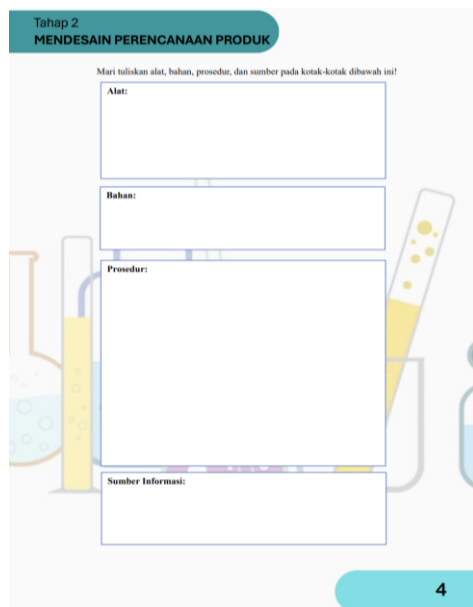 Tahap 2
MENDESAIN PERENCANAAN PRODUK
Mari tuliskan alat, bahan, prosedur, dan sumber pada kotak-kotak dibawah ini!
Alat:
Bahan:
Prosedur:
Sumber Informasi:
4